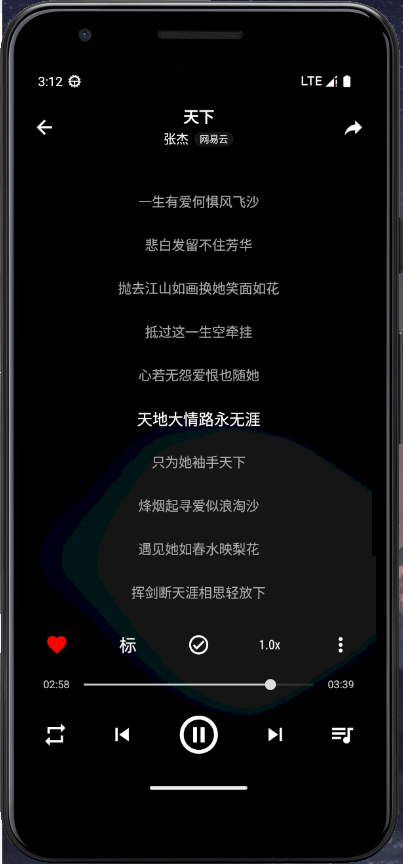 3:12
LTE
天下
张杰 网易云
一生有爱何惧风飞沙
悲白发留不住芳华
抛去江山如画换她笑面如花
抵过这一生空牵挂
心若无怨爱恨也随她
天地大情路永无涯
只为她袖手天下
烽烟起寻爱似浪淘沙
遇见她如春水映梨花
挥剑断天涯相思轻放下
标 1.0x
02:58 03:39